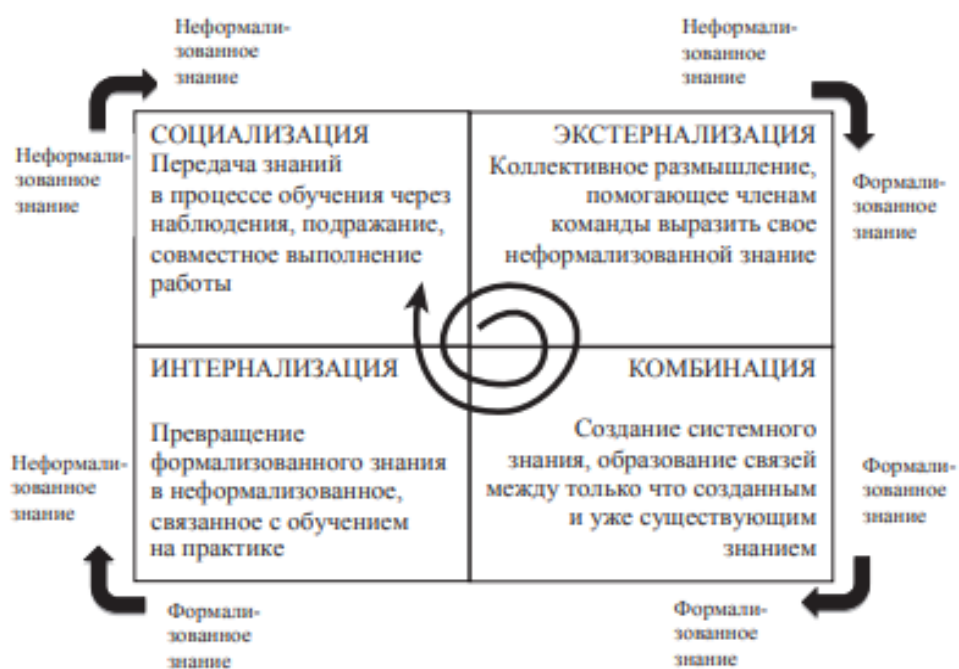 Неформали-
зованное
знание
Неформали-
зованное
знание
Неформали-
зованное
знание
СОЦИАЛИЗАЦИЯ
Передача знаний
в процессе обучения через
наблюдения, подражание,
совместное выполнение
работы
ЭКСТЕРНАЛИЗАЦИЯ
Коллективное размышление,
помогающее членам
команды выразить свое
неформализованной знание
Формали-
зованное
знание
Неформали-
зованное
знание
ИНТЕРНАЛИЗАЦИЯ
Превращение
формализованного знания
в неформализованное,
связанное с обучением
на практике
КОМБИНАЦИЯ
Создание системного
знания, образование связей
между только что созданным
и уже существующим
знанием
Формали-
зованное
знание
Формали-
зованное
знание
Формали-
зованное
знание